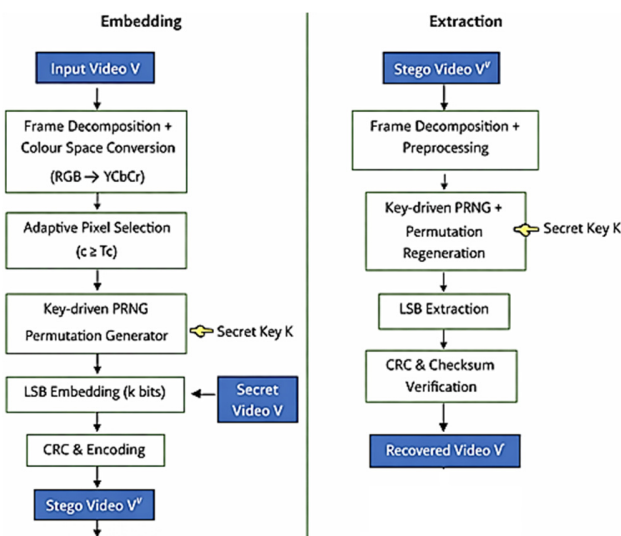 Embedding
Input Video V
Frame Decomposition +
Colour Space Conversion
(RGB → YCbCr)
Adaptive Pixel Selection
(c ≥ Tc)
Key-driven PRNG
Permutation Generator
Secret Key K
LSB Embedding (k bits)
Secret
Video V
CRC & Encoding
Stego Video Vⱽ
Extraction
Stego Video Vⱽ
Frame Decomposition +
Preprocessing
Key-driven PRNG +
Permutation
Regeneration
Secret Key K
LSB Extraction
CRC & Checksum
Verification
Recovered Video V